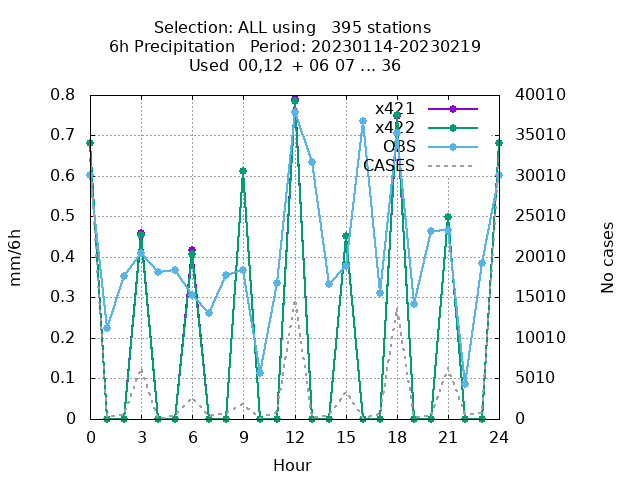 Selection: ALL using   395 stations
6h Precipitation   Period: 20230114-20230219
Used  00,12  + 06 07 ... 36
0.8
0.7
0.6
0.5
0.4
0.3
0.2
0.1
0
mm/6h
x421
x422
OBS
CASES
40010
35010
30010
25010
20010
15010
10010
5010
0
No cases
0 3 6 9 12 15 18 21 24
Hour